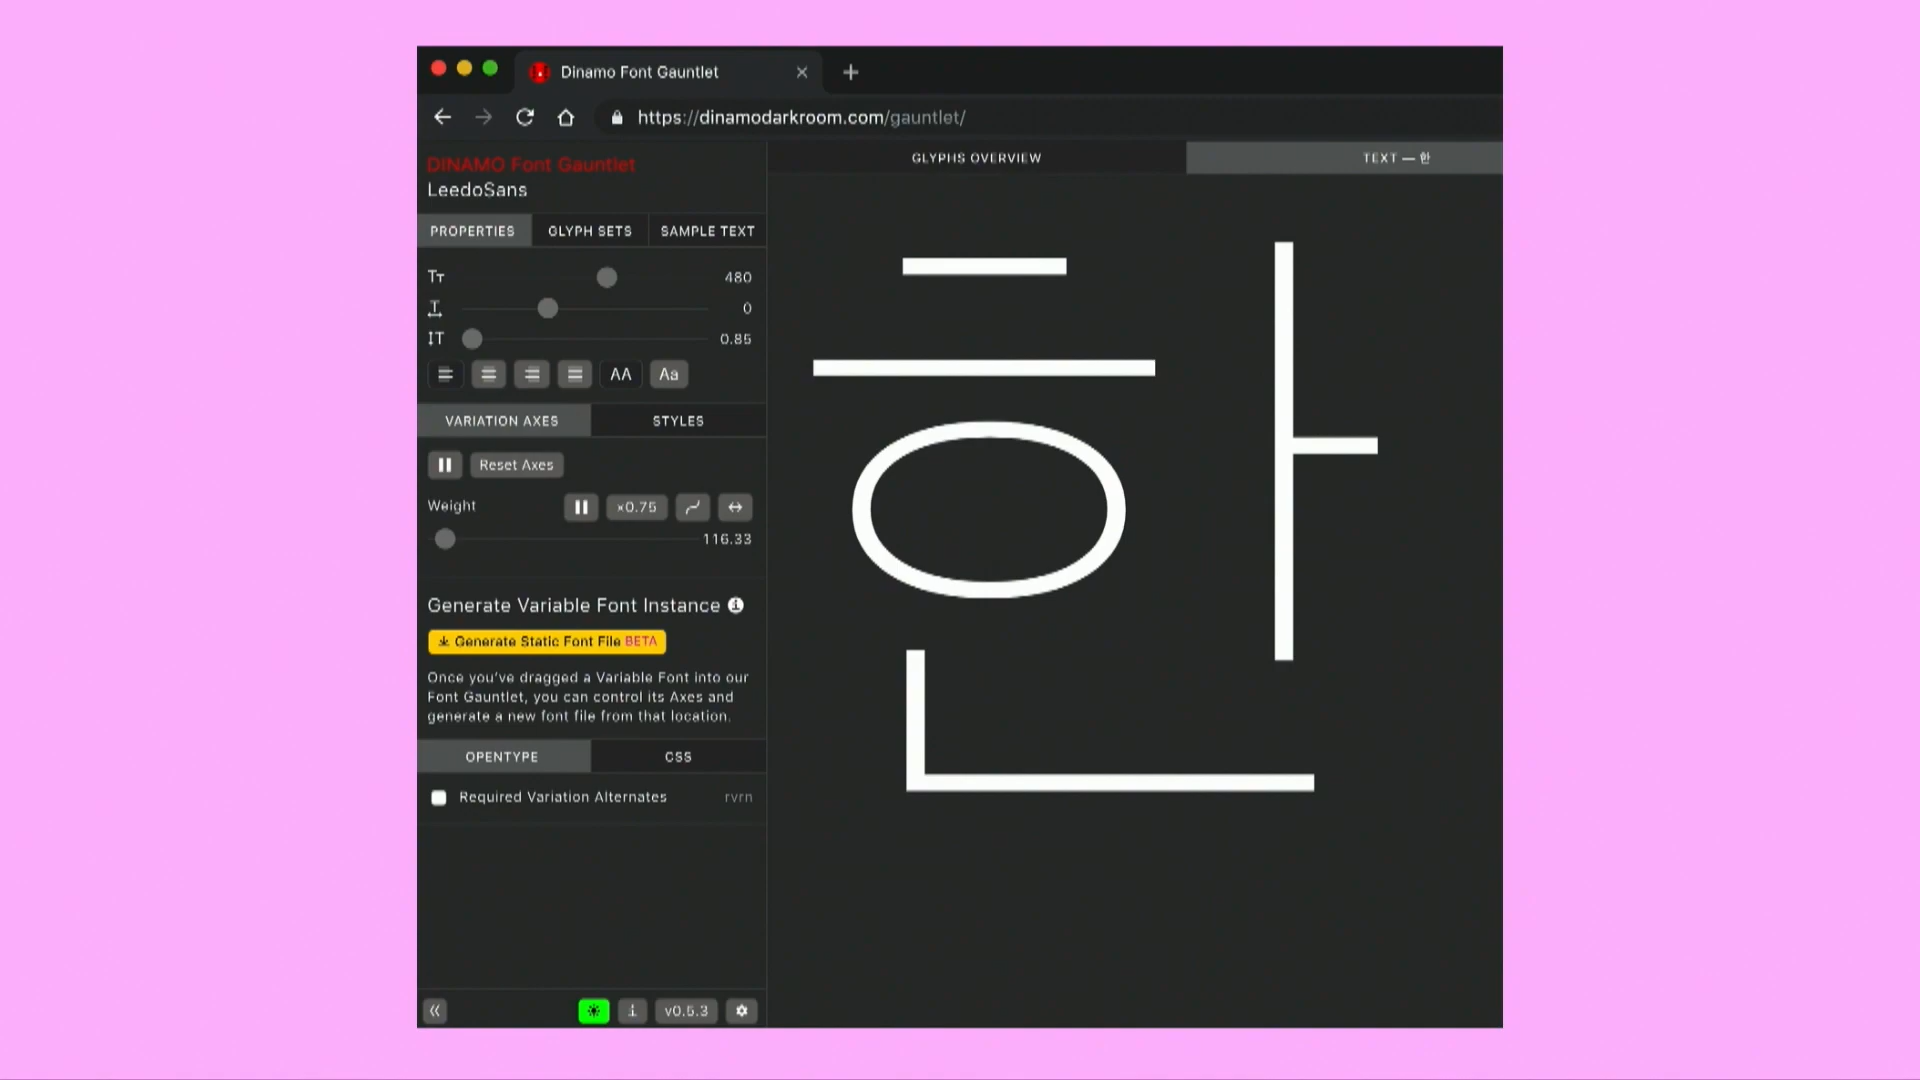 Dinamo Font Gauntlet
https://dinamodarkroom.com/gauntlet/
DINAMO Font Gauntlet
LeedoSans
PROPERTIES GLYPH SETS SAMPLE TEXT
480
0
0.85
AA Aa
VARIATION AXES STYLES
Reset Axes
Weight ×0.75
116.33
Generate Variable Font Instance
Generate Static Font File BETA
Once you've dragged a Variable Font into our
Font Gauntlet, you can control its Axes and
generate a new font file from that location.
OPENTYPE CSS
Required Variation Alternates rvrn
v0.5.3
GLYPHS OVERVIEW TEXT — 한
한